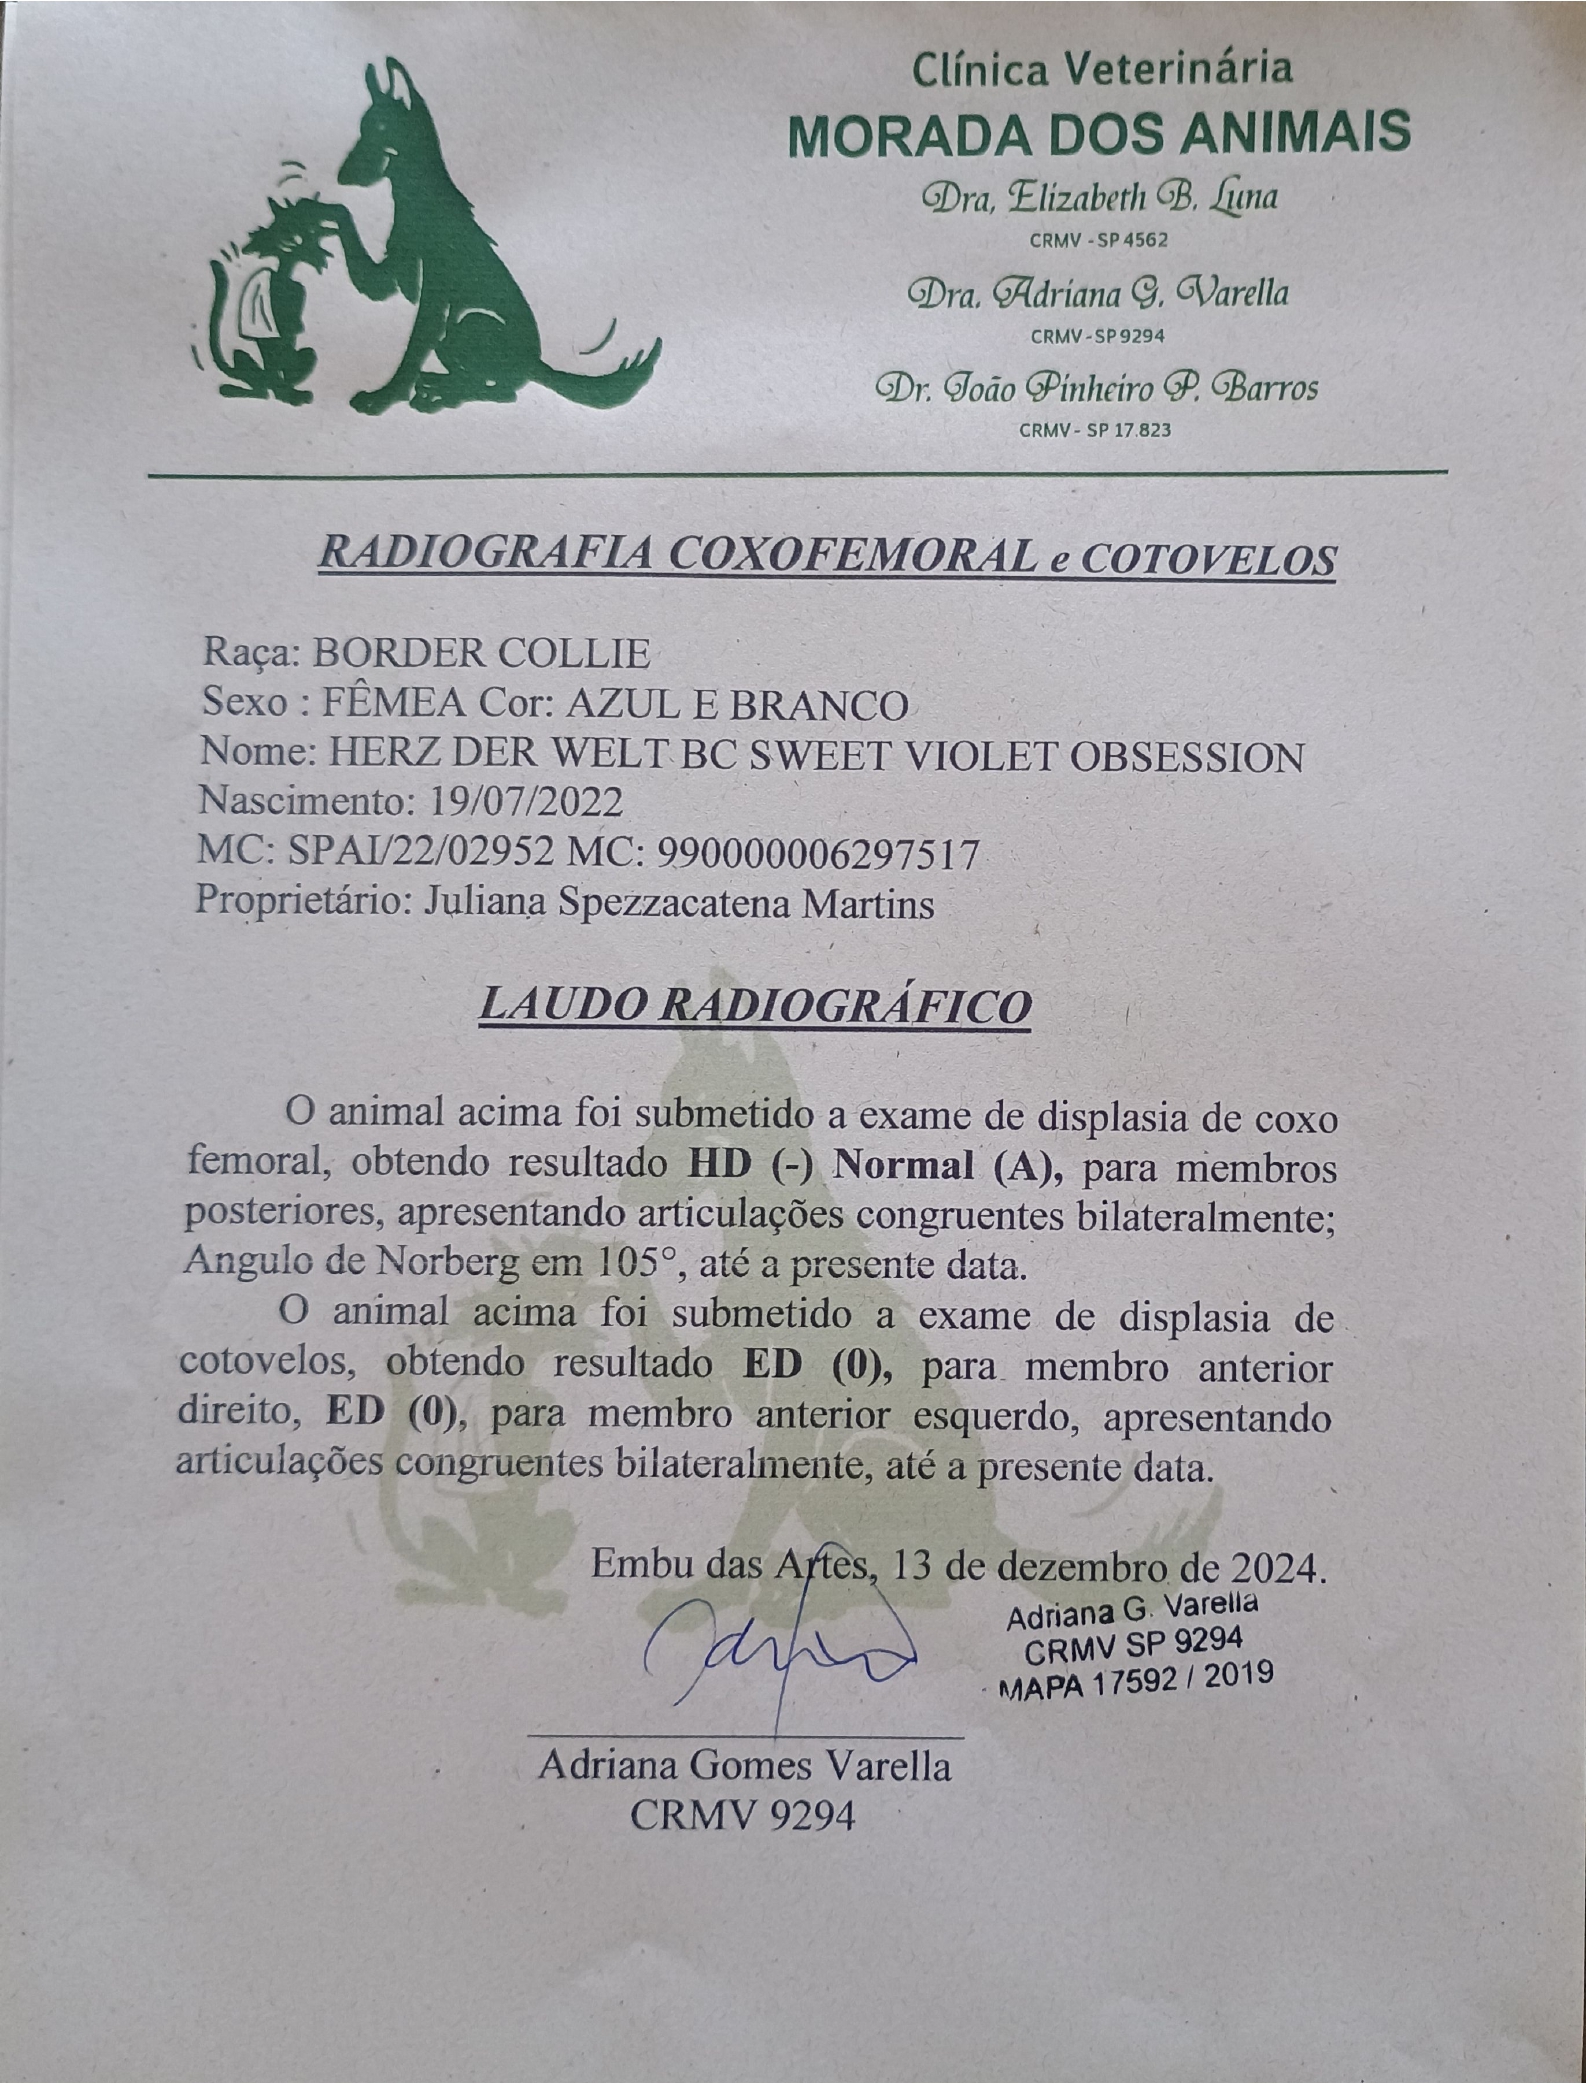 Clínica Veterinária
MORADA DOS ANIMAIS
Dra. Elizabeth B. Luna
CRMV - SP 4562
Dra. Adriana G. Varella
CRMV - SP 9294
Dr. João Pinheiro P. Barros
CRMV - SP 17.823
RADIOGRAFIA COXOFEMORAL e COTOVELOS
Raça: BORDER COLLIE
Sexo : FÊMEA Cor: AZUL E BRANCO
Nome: HERZ DER WELT BC SWEET VIOLET OBSESSION
Nascimento: 19/07/2022
MC: SPAI/22/02952 MC: 990000006297517
Proprietário: Juliana Spezzacatena Martins
LAUDO RADIOGRÁFICO
O animal acima foi submetido a exame de displasia de coxo
femoral, obtendo resultado HD (-) Normal (A), para membros
posteriores, apresentando articulações congruentes bilateralmente;
Angulo de Norberg em 105°, até a presente data.
O animal acima foi submetido a exame de displasia de
cotovelos, obtendo resultado ED (0), para membro anterior
direito, ED (0), para membro anterior esquerdo, apresentando
articulações congruentes bilateralmente, até a presente data.
Embu das Artes, 13 de dezembro de 2024.
Adriana G. Varella
CRMV SP 9294
MAPA 17592 / 2019
Adriana Gomes Varella
CRMV 9294